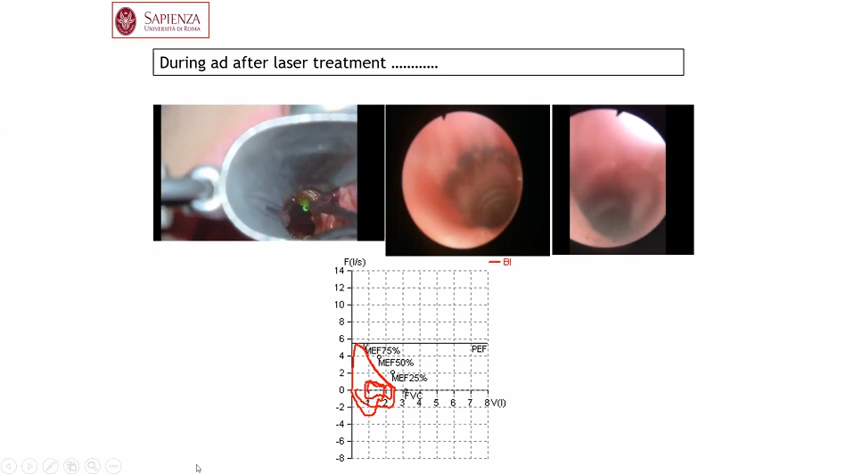 SAPIENZA
UNIVERSITÀ DI ROMA
During ad after laser treatment …………
F(l/s)
BI
14
12
10
8
6
4
2
0
-2
-4
-6
-8
PEF
MEF75%
MEF50%
MEF25%
FVC
1 2 3 4 5 6 7 8 V(l)